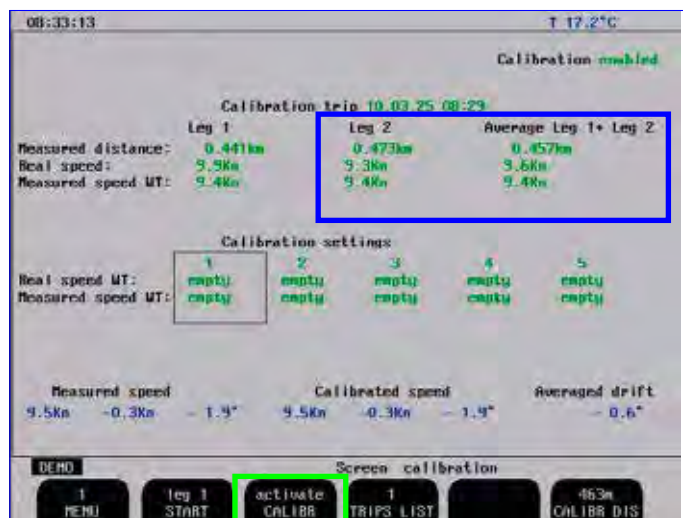 08:33:13 T 17.2°C
Calibration enabled
Calibration trip 10.03.25 08:29
Leg 1 Leg 2 Average Leg 1+ Leg 2
Measured distance: 0.441km 0.473km 0.457km
Real speed: 9.9Kn 9.3Kn 9.6Kn
Measured speed WT: 9.4Kn 9.4Kn 9.4Kn
Calibration settings
1 2 3 4 5
Real speed WT: empty empty empty empty empty
Measured speed WT: empty empty empty empty empty
Measured speed Calibrated speed Averaged drift
9.5Kn -0.3Kn - 1.9° 9.5Kn -0.3Kn - 1.9° - 0.6°
DEMO Screen calibration
1 leg 1 activate 1 463m
MENU START CALIBR TRIPS LIST CALIBR DIS